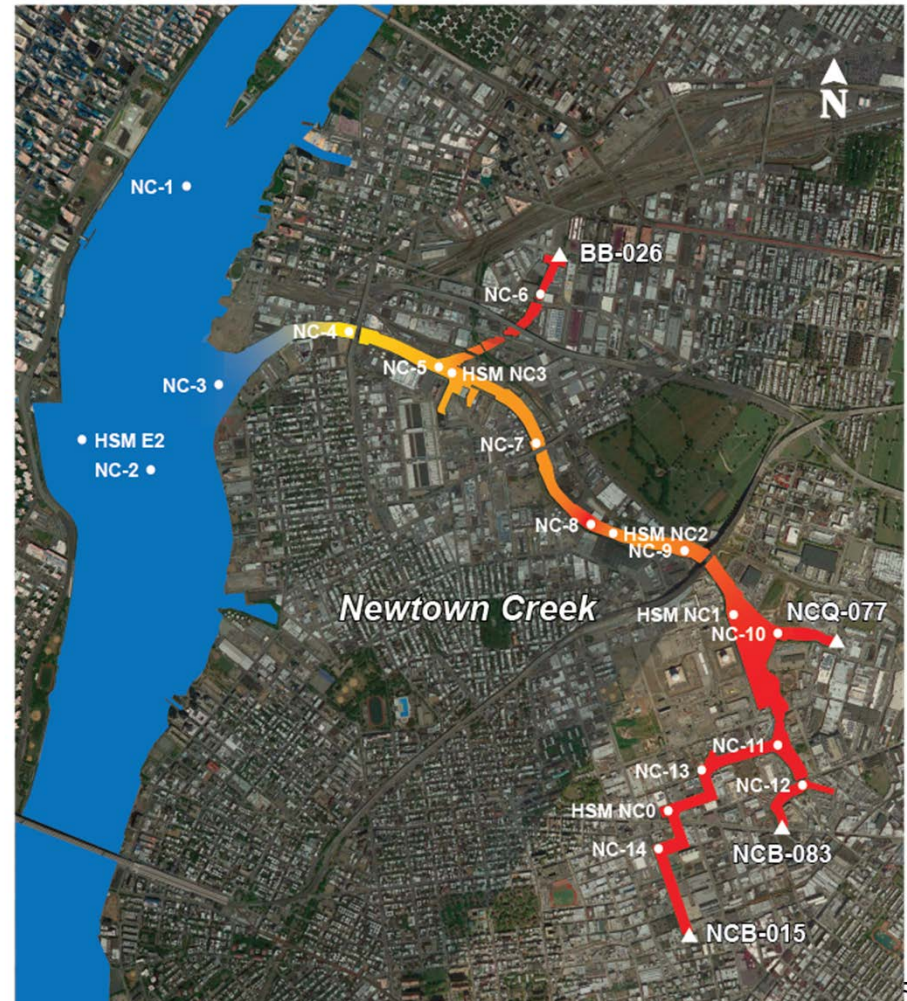 N
NC-1
BB-026
NC-6
NC-4
NC-5
HSM NC3
NC-3
HSM E2
NC-2
NC-7
NC-8
HSM NC2
NC-9
Newtown Creek
HSM NC1
NCQ-077
NC-10
NC-11
NC-13
NC-12
HSM NC0
NC-14
NCB-083
NCB-015